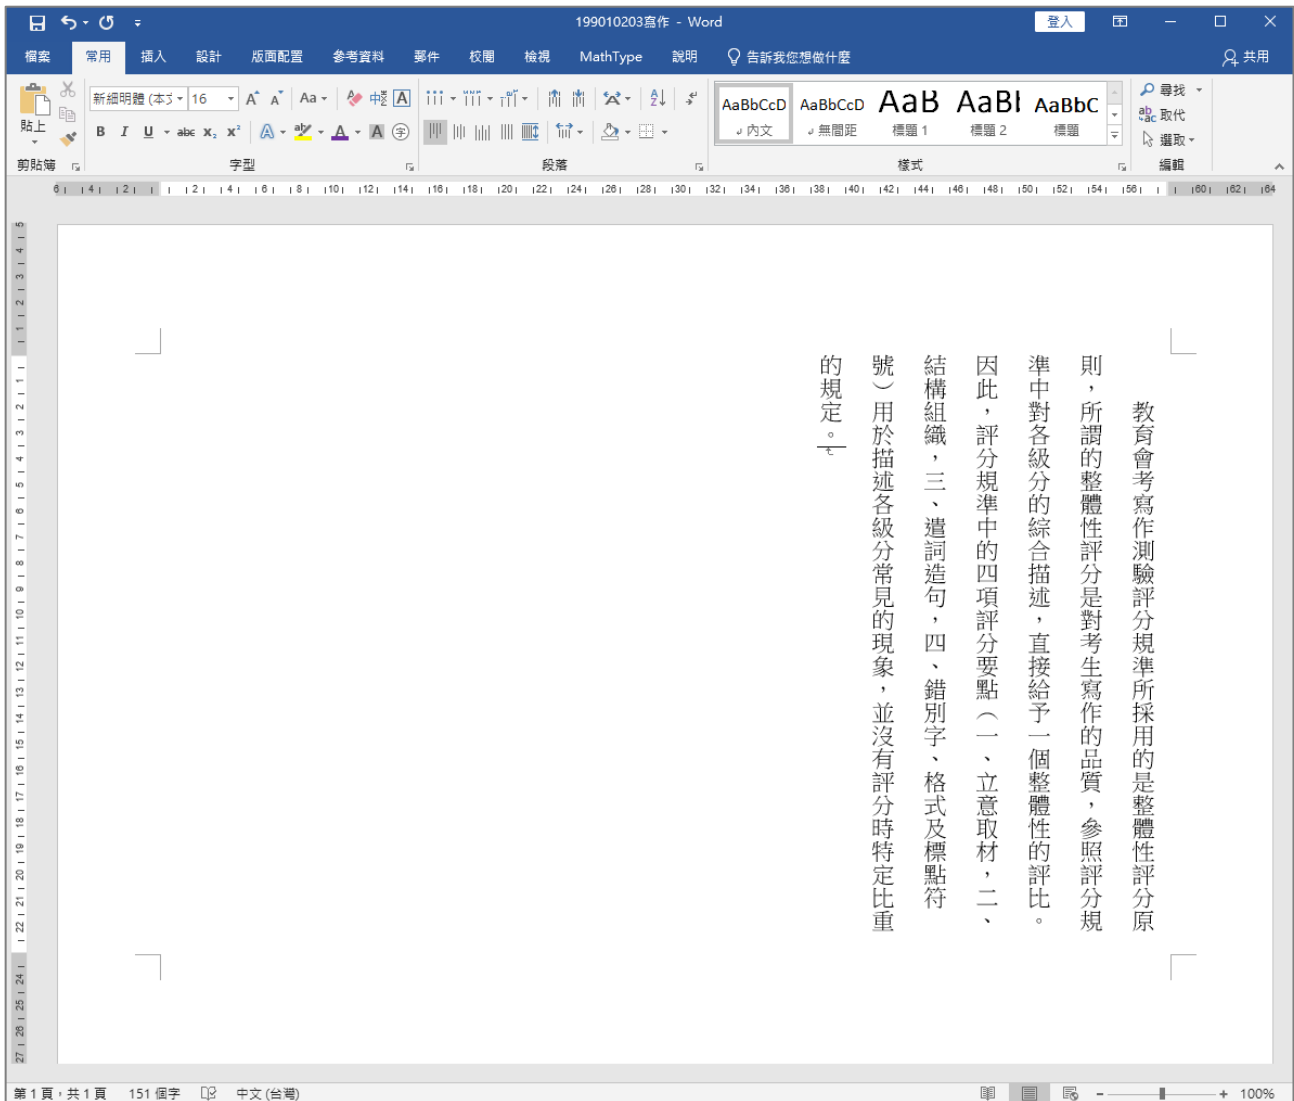 199010203寫作 - Word
登入
檔案 常用 插入 設計 版面配置 參考資料 郵件 校閱 檢視 MathType 說明 告訴我您想做什麼 共用
貼上
剪貼簿
新細明體 (本文 16
B I U abc X₂ X²
字型
段落
AaBbCcD AaBbCcD AaB AaBl AaBbC
內文 無間距 標題 1 標題 2 標題
樣式
尋找
取代
選取
編輯
教育會考寫作測驗評分規準所採用的是整體性評分原
則,所謂的整體性評分是對考生寫作的品質,參照評分規
準中對各級分的綜合描述,直接給予一個整體性的評比。
因此,評分規準中的四項評分要點(一、立意取材,二、
結構組織,三、遣詞造句,四、錯別字、格式及標點符
號)用於描述各級分常見的現象,並沒有評分時特定比重
的規定。
第 1 頁,共 1 頁 151 個字 中文 (台灣) 100%